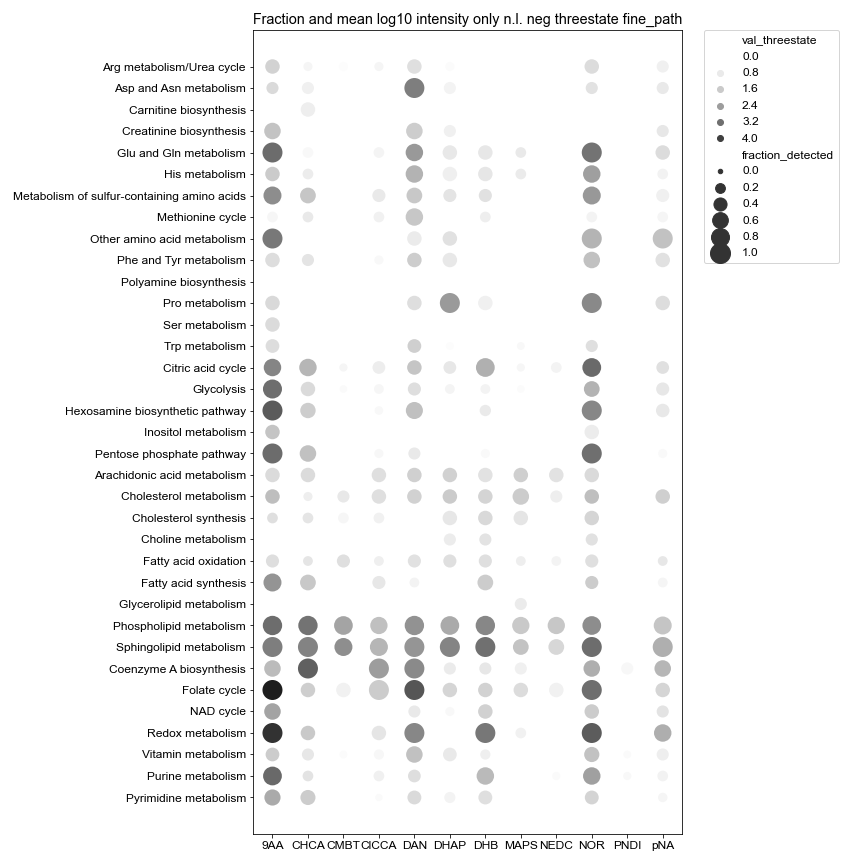 Fraction and mean log10 intensity only n.l. neg threestate fine_path
Arg metabolism/Urea cycle
Asp and Asn metabolism
Carnitine biosynthesis
Creatinine biosynthesis
Glu and Gln metabolism
His metabolism
Metabolism of sulfur-containing amino acids
Methionine cycle
Other amino acid metabolism
Phe and Tyr metabolism
Polyamine biosynthesis
Pro metabolism
Ser metabolism
Trp metabolism
Citric acid cycle
Glycolysis
Hexosamine biosynthetic pathway
Inositol metabolism
Pentose phosphate pathway
Arachidonic acid metabolism
Cholesterol metabolism
Cholesterol synthesis
Choline metabolism
Fatty acid oxidation
Fatty acid synthesis
Glycerolipid metabolism
Phospholipid metabolism
Sphingolipid metabolism
Coenzyme A biosynthesis
Folate cycle
NAD cycle
Redox metabolism
Vitamin metabolism
Purine metabolism
Pyrimidine metabolism
9AA CHCA CMBT CICCA DAN DHAP DHB MAPS NEDC NOR PNDI pNA
val_threestate
0.0
0.8
1.6
2.4
3.2
4.0
fraction_detected
0.0
0.2
0.4
0.6
0.8
1.0